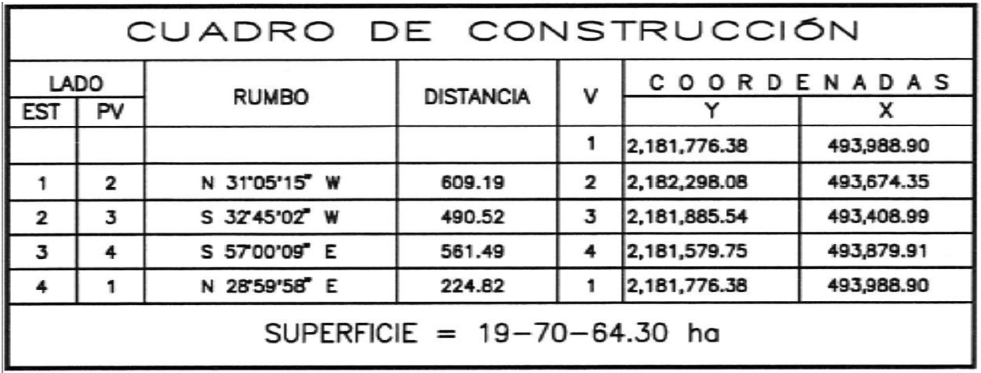 CUADRO DE CONSTRUCCIÓN
LADO RUMBO DISTANCIA V COORDENADAS
EST PV Y X
1 2,181,776.38 493,988.90
1 2 N 31°05'15" W 609.19 2 2,182,298.08 493,674.35
2 3 S 32°45'02" W 490.52 3 2,181,885.54 493,408.99
3 4 S 57°00'09" E 561.49 4 2,181,579.75 493,879.91
4 1 N 28°59'58" E 224.82 1 2,181,776.38 493,988.90
SUPERFICIE = 19-70-64.30 ha